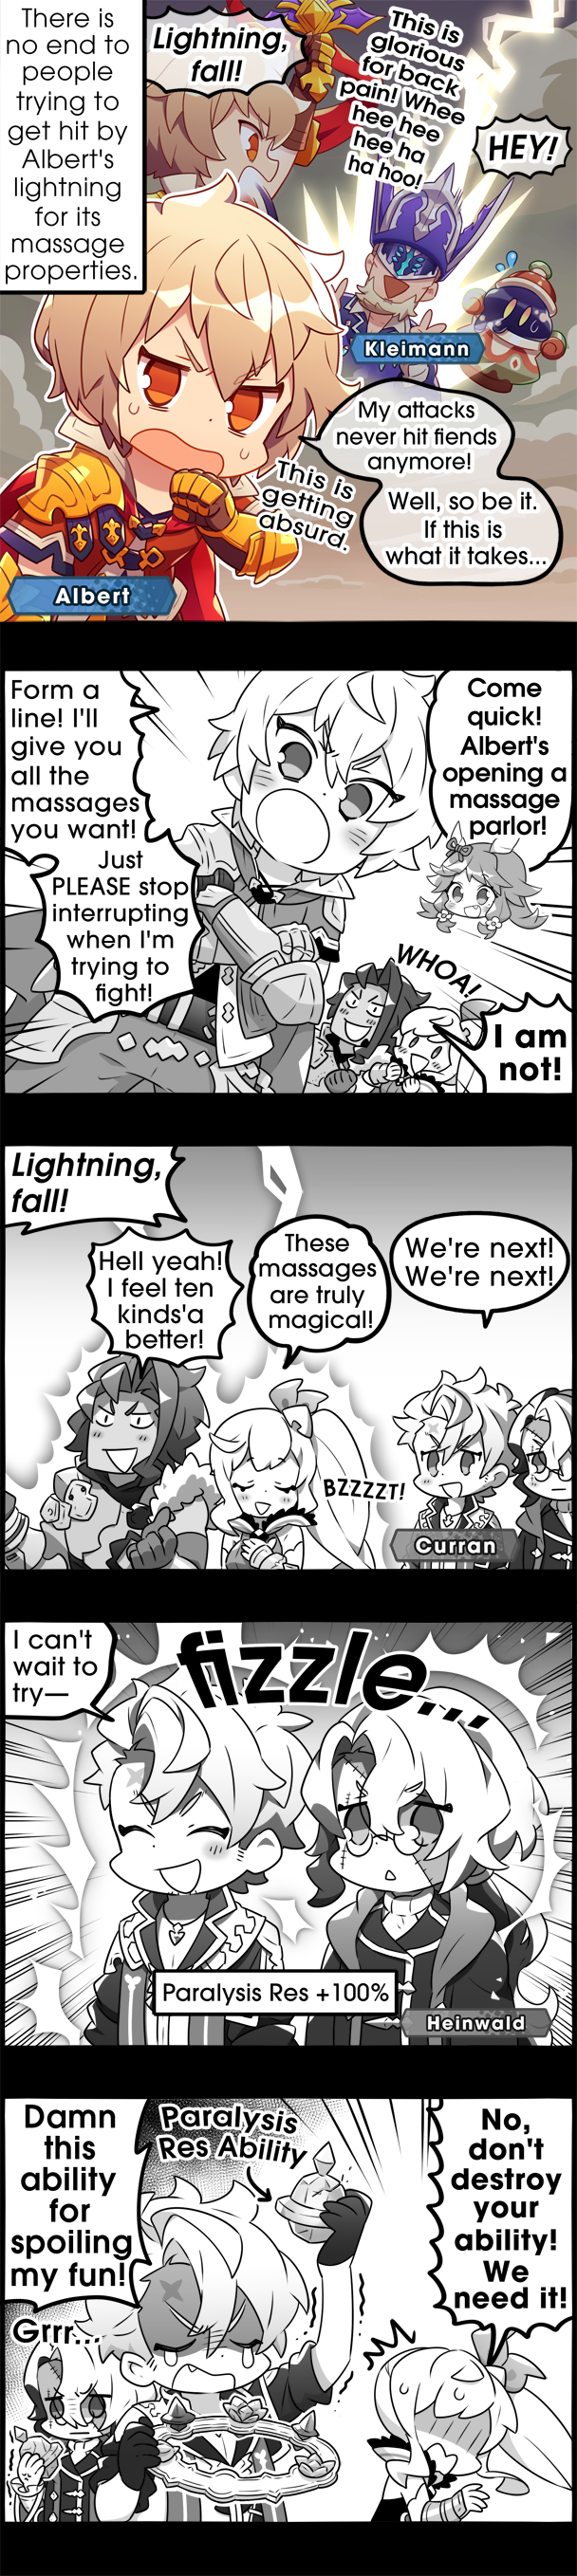 There is
no end to
people
trying to
get hit by
Albert's
lightning
for its
massage
properties.
Lightning,
fall!
This is
glorious
for back
pain! Whee
hee hee
hee ha
ha hoo!
HEY!
Kleimann
My attacks
never hit fiends
anymore!
Well, so be it.
If this is
what it takes...
This is
getting
absurd.
Albert
Form a
line! I'll
give you
all the
massages
you want!
Just
PLEASE stop
interrupting
when I'm
trying to
fight!
Come
quick!
Albert's
opening a
massage
parlor!
WHOA!
I am
not!
Lightning,
fall!
Hell yeah!
I feel ten
kinds'a
better!
These
massages
are truly
magical!
We're next!
We're next!
BZZZZT!
Curran
I can't
wait to
try—
fizzle...
Paralysis Res +100%
Heinwald
Damn
this
ability
for
spoiling
my fun!
Paralysis
Res Ability
No,
don't
destroy
your
ability!
We
need it!
Grrr...